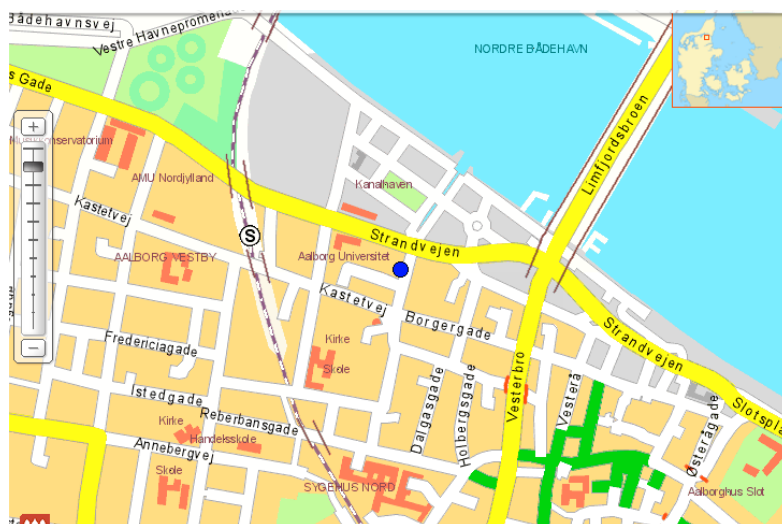 Bådehavnsvej
Vestre Havnepromenade
NORDRE BÅDEHAVN
s Gade
Limfjordsbroen
Musikkonservatorium
AMU Nordjylland
Kanalhaven
Kastetvej
S
Strandvejen
AALBORG VESTBY
Aalborg Universitet
Kastetvej
Borgergade
Strandvejen
Fredericiagade
Kirke
Skole
Vesterbro
Vesterå
Slotspla
Istedgade
Dalgasgade
Holbergsgade
Østerågade
Reberbansgade
Kirke
Handelsskole
Annebergvej
Skole
SYGEHUS NORD
Aalborghus Slot